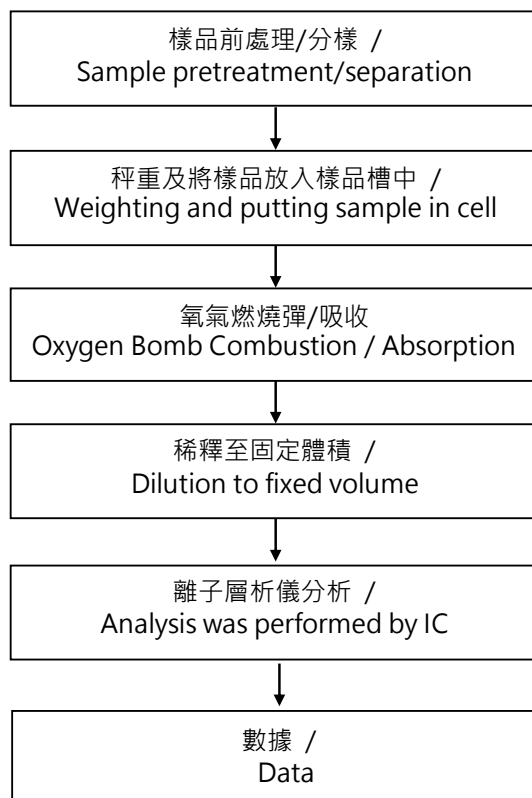 樣品前處理/分樣 /
Sample pretreatment/separation
秤重及將樣品放入樣品槽中 /
Weighting and putting sample in cell
氧氣燃燒彈/吸收
Oxygen Bomb Combustion / Absorption
稀釋至固定體積 /
Dilution to fixed volume
離子層析儀分析 /
Analysis was performed by IC
數據 /
Data